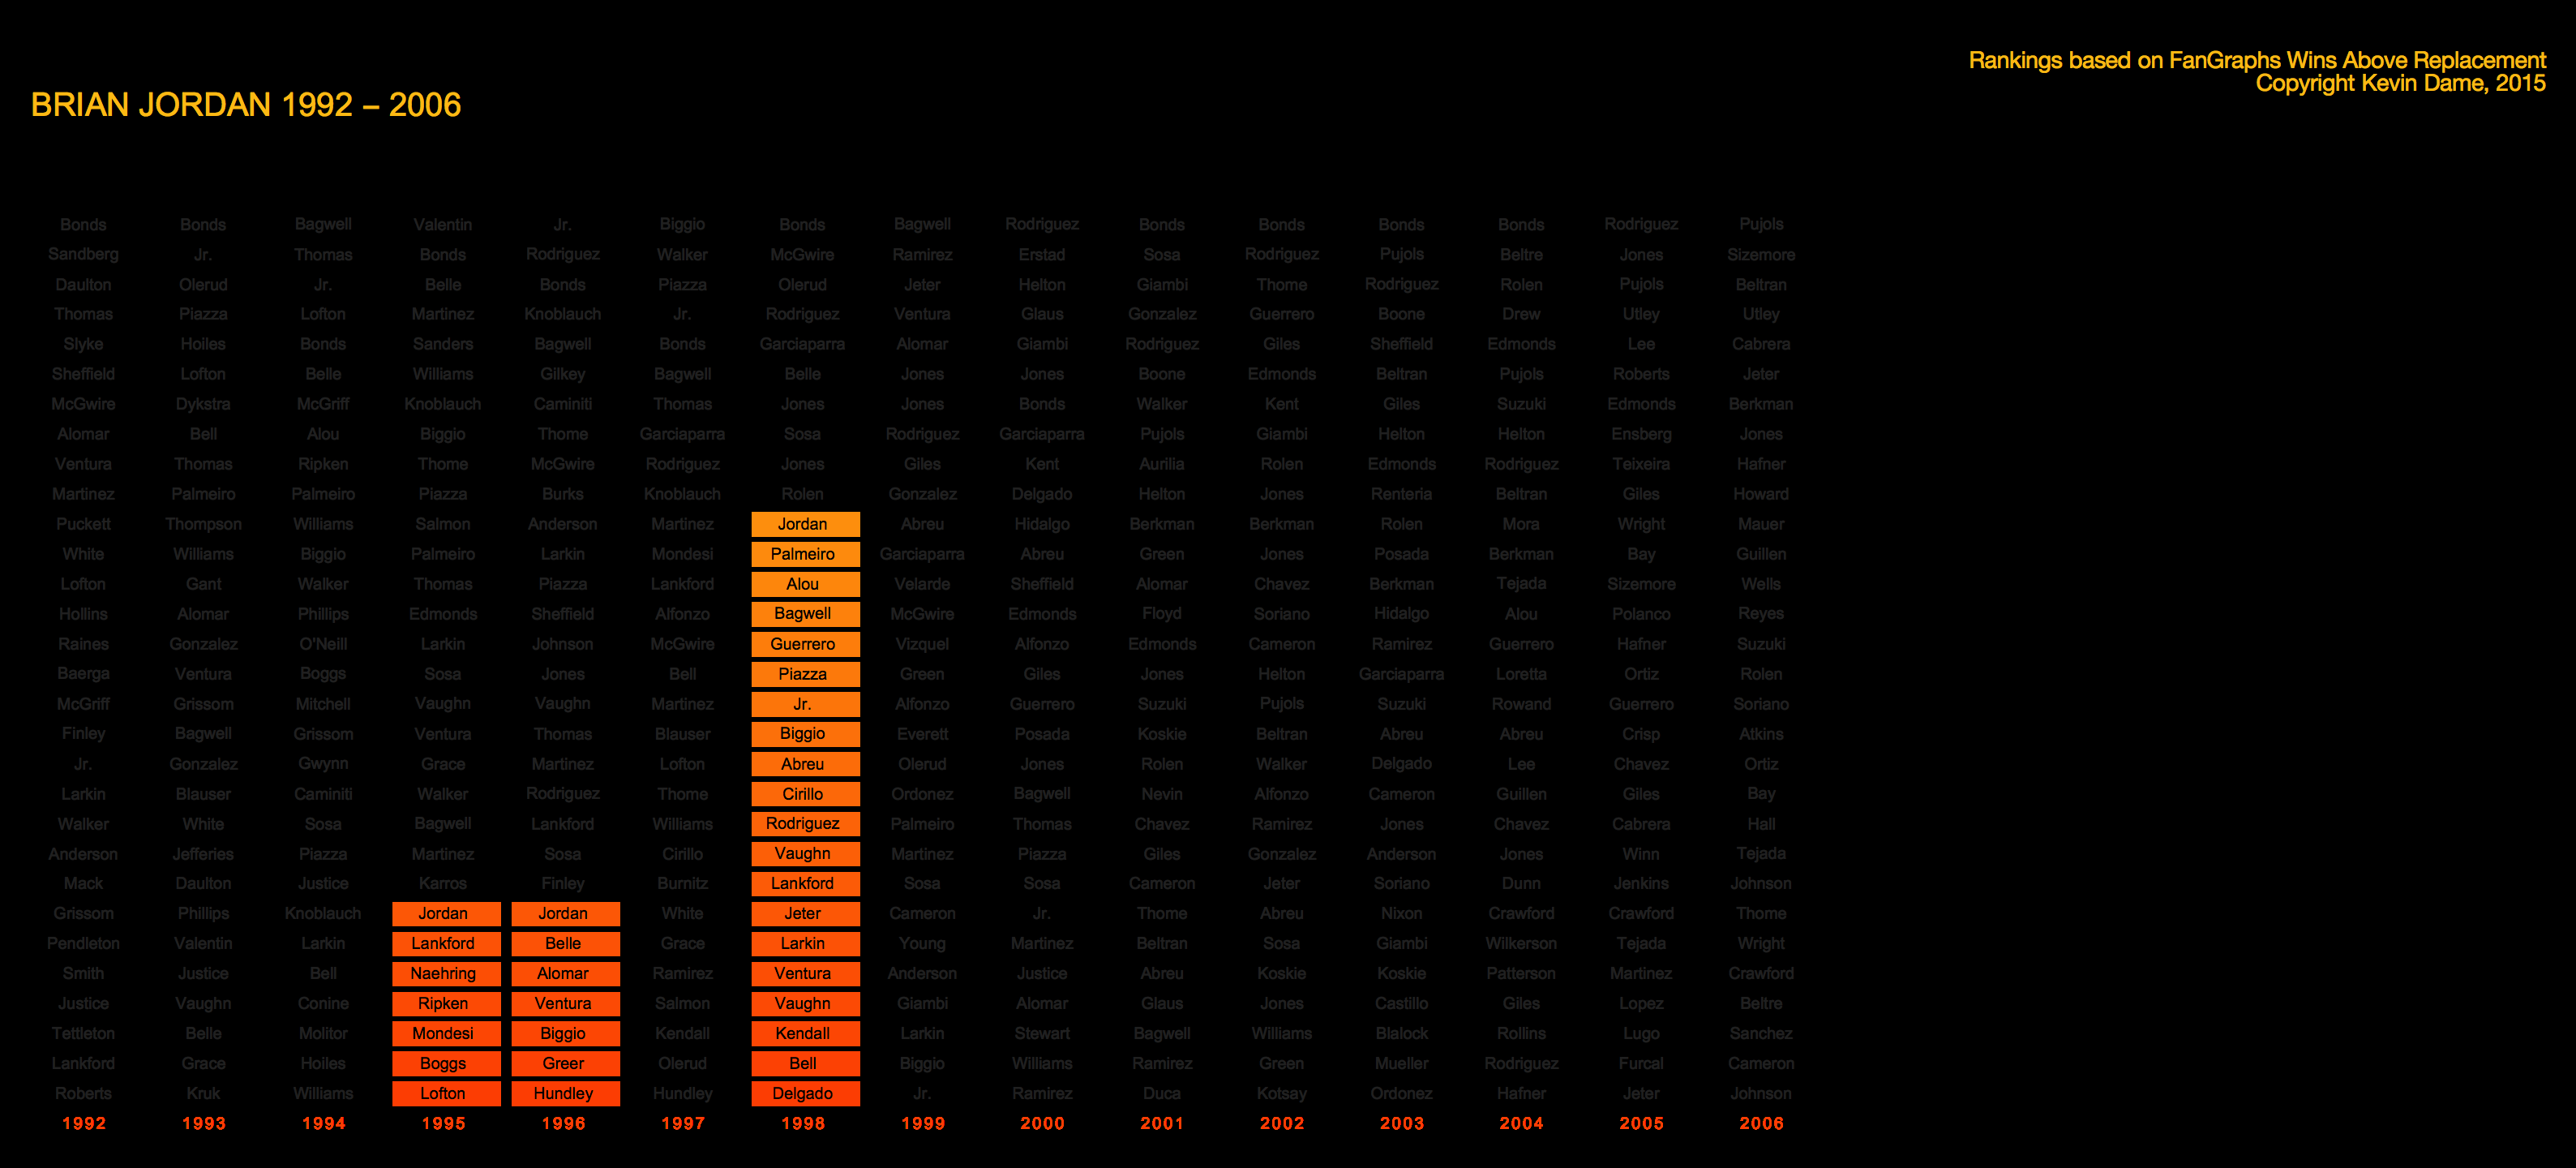 Rankings based on FanGraphs Wins Above Replacement
Copyright Kevin Dame, 2015
BRIAN JORDAN 1992 – 2006
Bonds Bonds Bagwell Valentin Jr. Biggio Bonds Bagwell Rodriguez Bonds Bonds Bonds Bonds Rodriguez Pujols
Sandberg Jr. Thomas Bonds Rodriguez Walker McGwire Ramirez Erstad Sosa Rodriguez Pujols Beltre Jones Sizemore
Daulton Olerud Jr. Belle Bonds Piazza Olerud Jeter Helton Giambi Thome Rodriguez Rolen Pujols Beltran
Thomas Piazza Lofton Martinez Knoblauch Jr. Rodriguez Ventura Glaus Gonzalez Guerrero Boone Drew Utley Utley
Slyke Hoiles Bonds Sanders Bagwell Bonds Garciaparra Alomar Giambi Rodriguez Giles Sheffield Edmonds Lee Cabrera
Sheffield Lofton Belle Williams Gilkey Bagwell Belle Jones Jones Boone Edmonds Beltran Pujols Roberts Jeter
McGwire Dykstra McGriff Knoblauch Caminiti Thomas Jones Jones Bonds Walker Kent Giles Suzuki Edmonds Berkman
Alomar Bell Alou Biggio Thome Garciaparra Sosa Rodriguez Garciaparra Pujols Giambi Helton Helton Ensberg Jones
Ventura Thomas Ripken Thome McGwire Rodriguez Jones Giles Kent Aurilia Rolen Edmonds Rodriguez Teixeira Hafner
Martinez Palmeiro Palmeiro Piazza Burks Knoblauch Rolen Gonzalez Delgado Helton Jones Renteria Beltran Giles Howard
Puckett Thompson Williams Salmon Anderson Martinez Jordan Abreu Hidalgo Berkman Berkman Rolen Mora Wright Mauer
White Williams Biggio Palmeiro Larkin Mondesi Palmeiro Garciaparra Abreu Green Jones Posada Berkman Bay Guillen
Lofton Gant Walker Thomas Piazza Lankford Alou Velarde Sheffield Alomar Chavez Berkman Tejada Sizemore Wells
Hollins Alomar Phillips Edmonds Sheffield Alfonzo Bagwell McGwire Edmonds Floyd Soriano Hidalgo Alou Polanco Reyes
Raines Gonzalez O'Neill Larkin Johnson McGwire Guerrero Vizquel Alfonzo Edmonds Cameron Ramirez Guerrero Hafner Suzuki
Baerga Ventura Boggs Sosa Jones Bell Piazza Green Giles Jones Helton Garciaparra Loretta Ortiz Rolen
McGriff Grissom Mitchell Vaughn Vaughn Martinez Jr. Alfonzo Guerrero Suzuki Pujols Suzuki Rowand Guerrero Soriano
Finley Bagwell Grissom Ventura Thomas Blauser Biggio Everett Posada Koskie Beltran Abreu Abreu Crisp Atkins
Jr. Gonzalez Gwynn Grace Martinez Lofton Abreu Olerud Jones Rolen Walker Delgado Lee Chavez Ortiz
Larkin Blauser Caminiti Walker Rodriguez Thome Cirillo Ordonez Bagwell Nevin Alfonzo Cameron Guillen Giles Bay
Walker White Sosa Bagwell Lankford Williams Rodriguez Palmeiro Thomas Chavez Ramirez Jones Chavez Cabrera Hall
Anderson Jefferies Piazza Martinez Sosa Cirillo Vaughn Martinez Piazza Giles Gonzalez Anderson Jones Winn Tejada
Mack Daulton Justice Karros Finley Burnitz Lankford Sosa Sosa Cameron Jeter Soriano Dunn Jenkins Johnson
Grissom Phillips Knoblauch Jordan Jordan White Jeter Cameron Jr. Thome Abreu Nixon Crawford Crawford Thome
Pendleton Valentin Larkin Lankford Belle Grace Larkin Young Martinez Beltran Sosa Giambi Wilkerson Tejada Wright
Smith Justice Bell Naehring Alomar Ramirez Ventura Anderson Justice Abreu Koskie Koskie Patterson Martinez Crawford
Justice Vaughn Conine Ripken Ventura Salmon Vaughn Giambi Alomar Glaus Jones Castillo Giles Lopez Beltre
Tettleton Belle Molitor Mondesi Biggio Kendall Kendall Larkin Stewart Bagwell Williams Blalock Rollins Lugo Sanchez
Lankford Grace Hoiles Boggs Greer Olerud Bell Biggio Williams Ramirez Green Mueller Rodriguez Furcal Cameron
Roberts Kruk Williams Lofton Hundley Hundley Delgado Jr. Ramirez Duca Kotsay Ordonez Hafner Jeter Johnson
1992 1993 1994 1995 1996 1997 1998 1999 2000 2001 2002 2003 2004 2005 2006